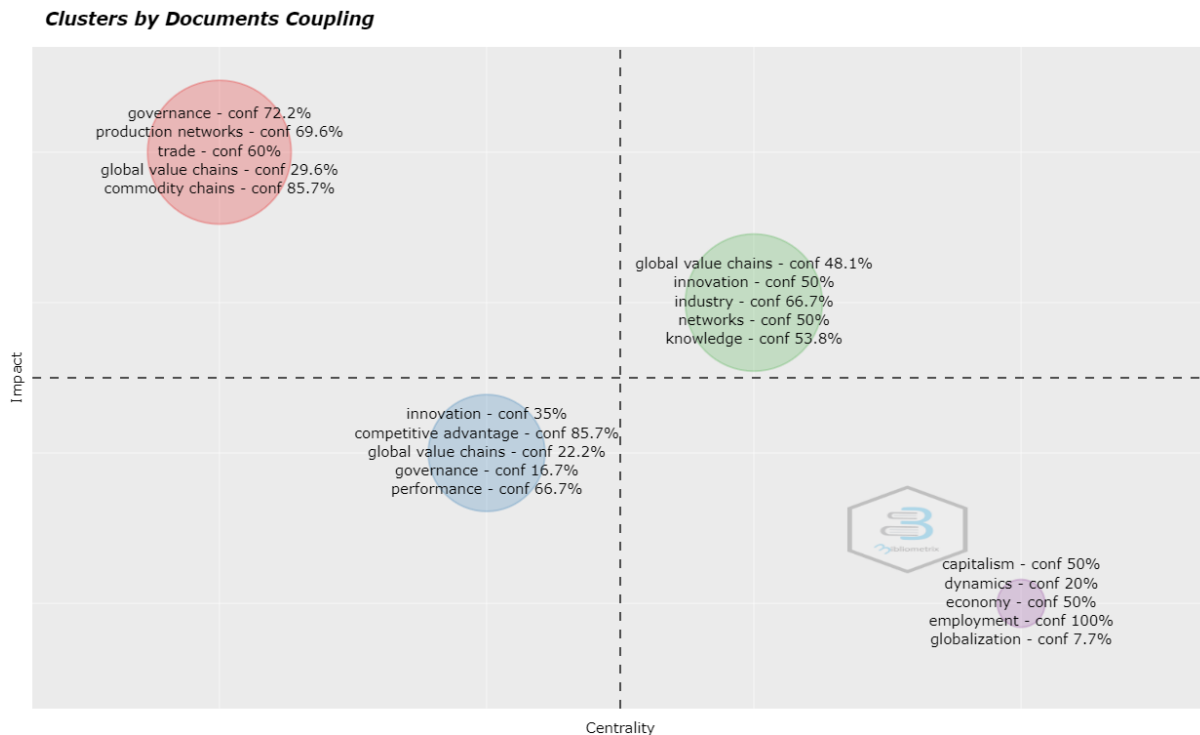 Clusters by Documents Coupling
governance - conf 72.2%
production networks - conf 69.6%
trade - conf 60%
global value chains - conf 29.6%
commodity chains - conf 85.7%
global value chains - conf 48.1%
innovation - conf 50%
industry - conf 66.7%
networks - conf 50%
knowledge - conf 53.8%
Impact
innovation - conf 35%
competitive advantage - conf 85.7%
global value chains - conf 22.2%
governance - conf 16.7%
performance - conf 66.7%
bibliometrix
capitalism - conf 50%
dynamics - conf 20%
economy - conf 50%
employment - conf 100%
globalization - conf 7.7%
Centrality